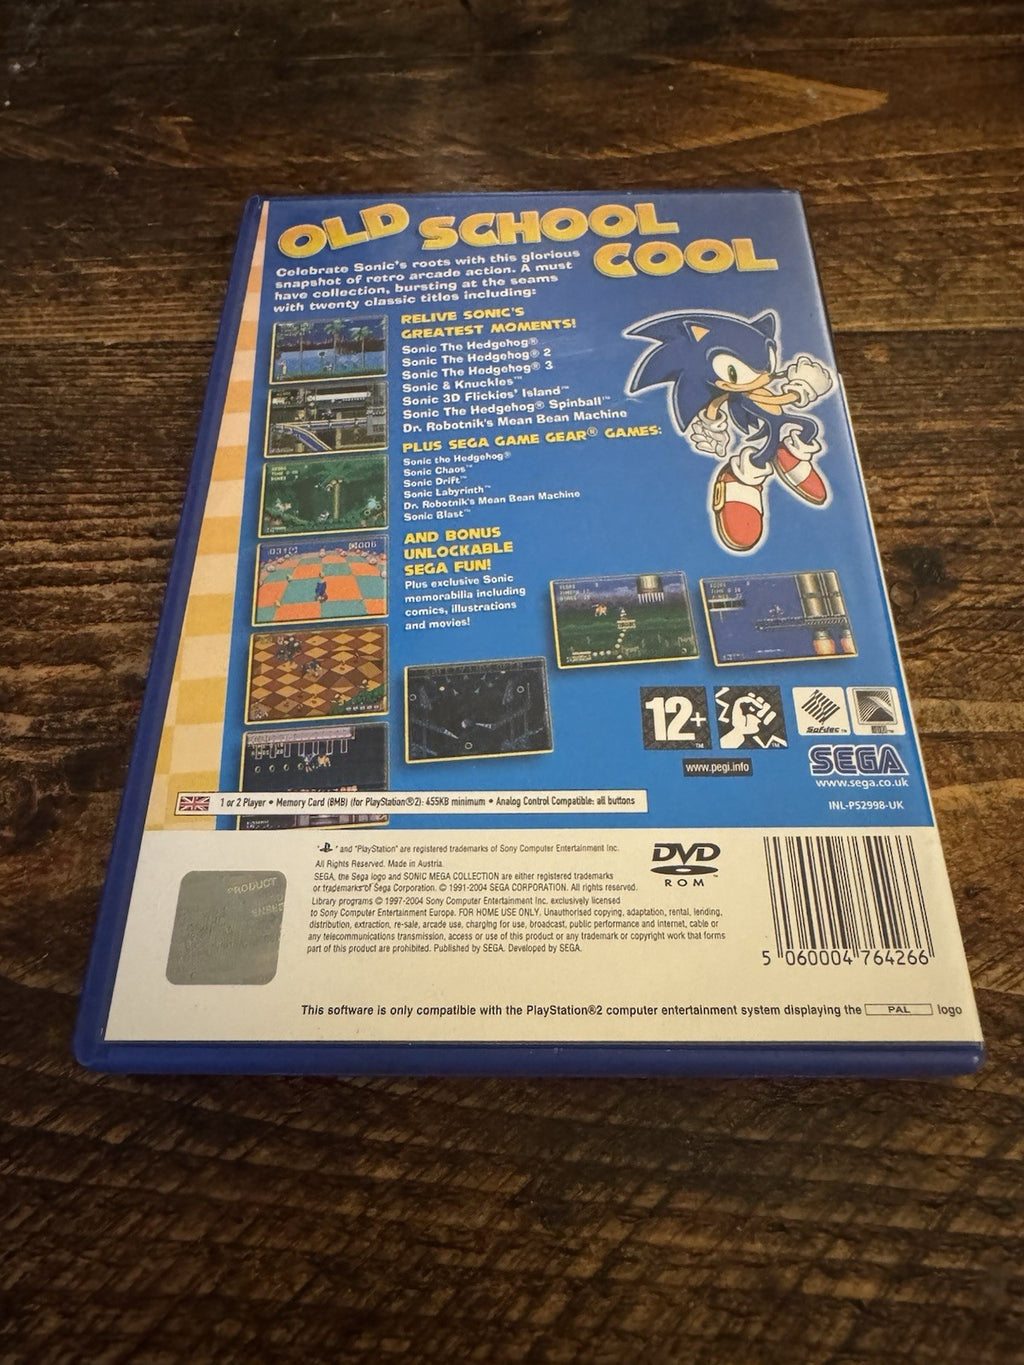 OLD SCHOOL
COOL
Celebrate Sonic's roots with this glorious
snapshot of retro arcade action. A must
have collection, bursting at the seams
with twenty classic titles including:
RELIVE SONIC'S
GREATEST MOMENTS!
Sonic The Hedgehog®
Sonic The Hedgehog® 2
Sonic The Hedgehog® 3
Sonic & Knuckles™
Sonic 3D Flickies' Island™
Sonic The Hedgehog® Spinball™
Dr. Robotnik's Mean Bean Machine
PLUS SEGA GAME GEAR® GAMES:
Sonic the Hedgehog®
Sonic Chaos™
Sonic Drift™
Sonic Labyrinth™
Dr. Robotnik's Mean Bean Machine
Sonic Blast™
AND BONUS
UNLOCKABLE
SEGA FUN!
Plus exclusive Sonic
memorabilia including
comics, illustrations
and movies!
12+
www.pegi.info
Sofdec™
SEGA
www.sega.co.uk
INL-P52998-UK
1 or 2 Player • Memory Card (8MB) (for PlayStation®2): 455KB minimum • Analog Control Compatible: all buttons
" " and "PlayStation" are registered trademarks of Sony Computer Entertainment Inc.
All Rights Reserved. Made in Austria.
SEGA, the Sega logo and SONIC MEGA COLLECTION are either registered trademarks
or trademarks of Sega Corporation. © 1991-2004 SEGA CORPORATION. All rights reserved.
Library programs © 1997-2004 Sony Computer Entertainment Inc. exclusively licensed
to Sony Computer Entertainment Europe. FOR HOME USE ONLY. Unauthorised copying, adaptation, rental, lending,
distribution, extraction, re-sale, arcade use, charging for use, broadcast, public performance and internet, cable or
any telecommunications transmission, access or use of this product or any trademark or copyright work that forms
part of this product are prohibited. Published by SEGA. Developed by SEGA.
DVD
ROM
PRODUCT
5 060004 764266
This software is only compatible with the PlayStation®2 computer entertainment system displaying the PAL logo